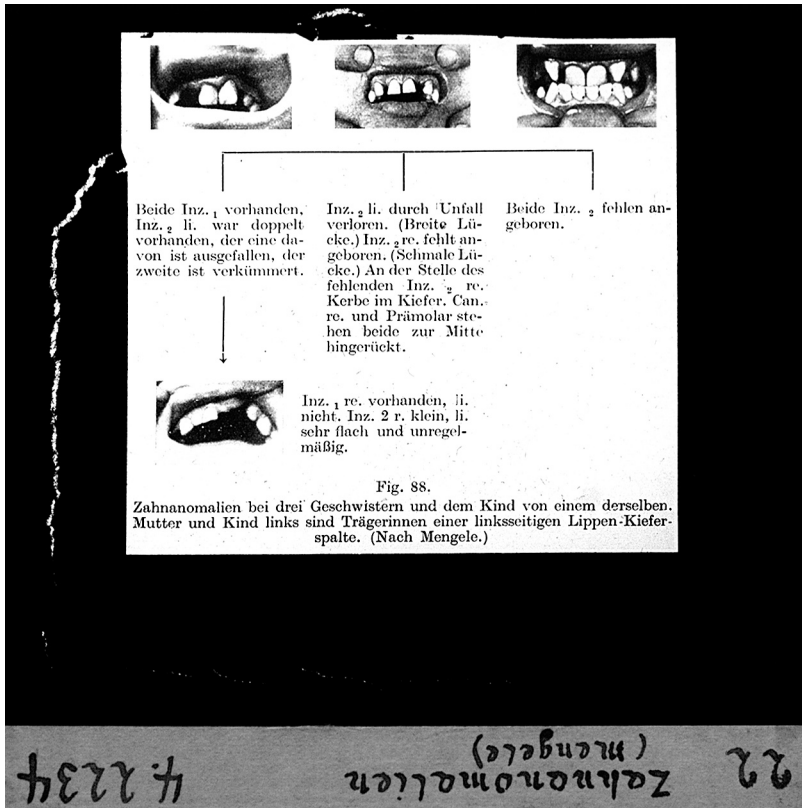 Beide Inz. 1 vorhanden,
Inz. 2 li. war doppelt
vorhanden, der eine da-
von ist ausgefallen, der
zweite ist verkümmert.
Inz. 2 li. durch Unfall
verloren. (Breite Lü-
cke.) Inz. 2 re. fehlt an-
geboren. (Schmale Lü-
cke.) An der Stelle des
fehlenden Inz. 2 re.
Kerbe im Kiefer. Can.
re. und Prämolar ste-
hen beide zur Mitte
hingerückt.
Beide Inz. 2 fehlen an-
geboren.
Inz. 1 re. vorhanden, li.
nicht. Inz. 2 r. klein, li.
sehr flach und unregel-
mäßig.
Fig. 88.
Zahnanomalien bei drei Geschwistern und dem Kind von einem derselben.
Mutter und Kind links sind Trägerinnen einer linksseitigen Lippen-Kiefer-
spalte. (Nach Mengele.)
22 Zahnanomalien 4.2234
(Mengele)